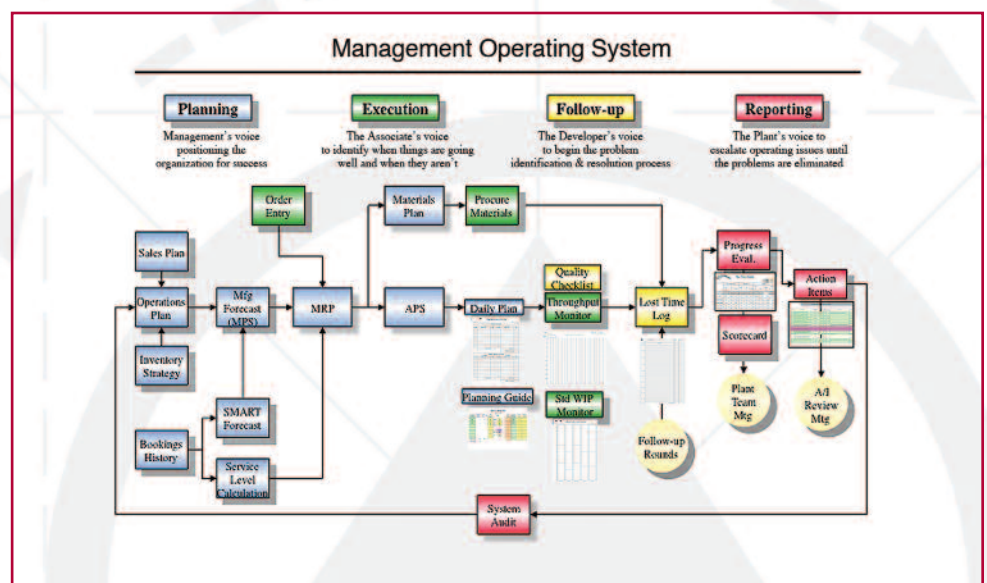 Management Operating System
Planning
Management's voice
positioning the
organization for success
Execution
The Associate's voice
to identify when things are going
well and when they aren't
Follow-up
The Developer's voice
to begin the problem
identification & resolution process
Reporting
The Plant's voice to
escalate operating issues until
the problems are eliminated
Order
Entry
Materials
Plan
Procure
Materials
Sales Plan
Operations
Plan
Inventory
Strategy
Mfg
Forecast
(MPS)
MRP
APS
Daily Plan
Quality
Checklist
Throughput
Monitor
Lost Time
Log
Progress
Eval.
Action
Items
Scorecard
Planning Guide
Std WIP
Monitor
Plant
Team
Mtg
A/I
Review
Mtg
SMART
Forecast
Bookings
History
Service
Level
Calculation
Follow-up
Rounds
System
Audit